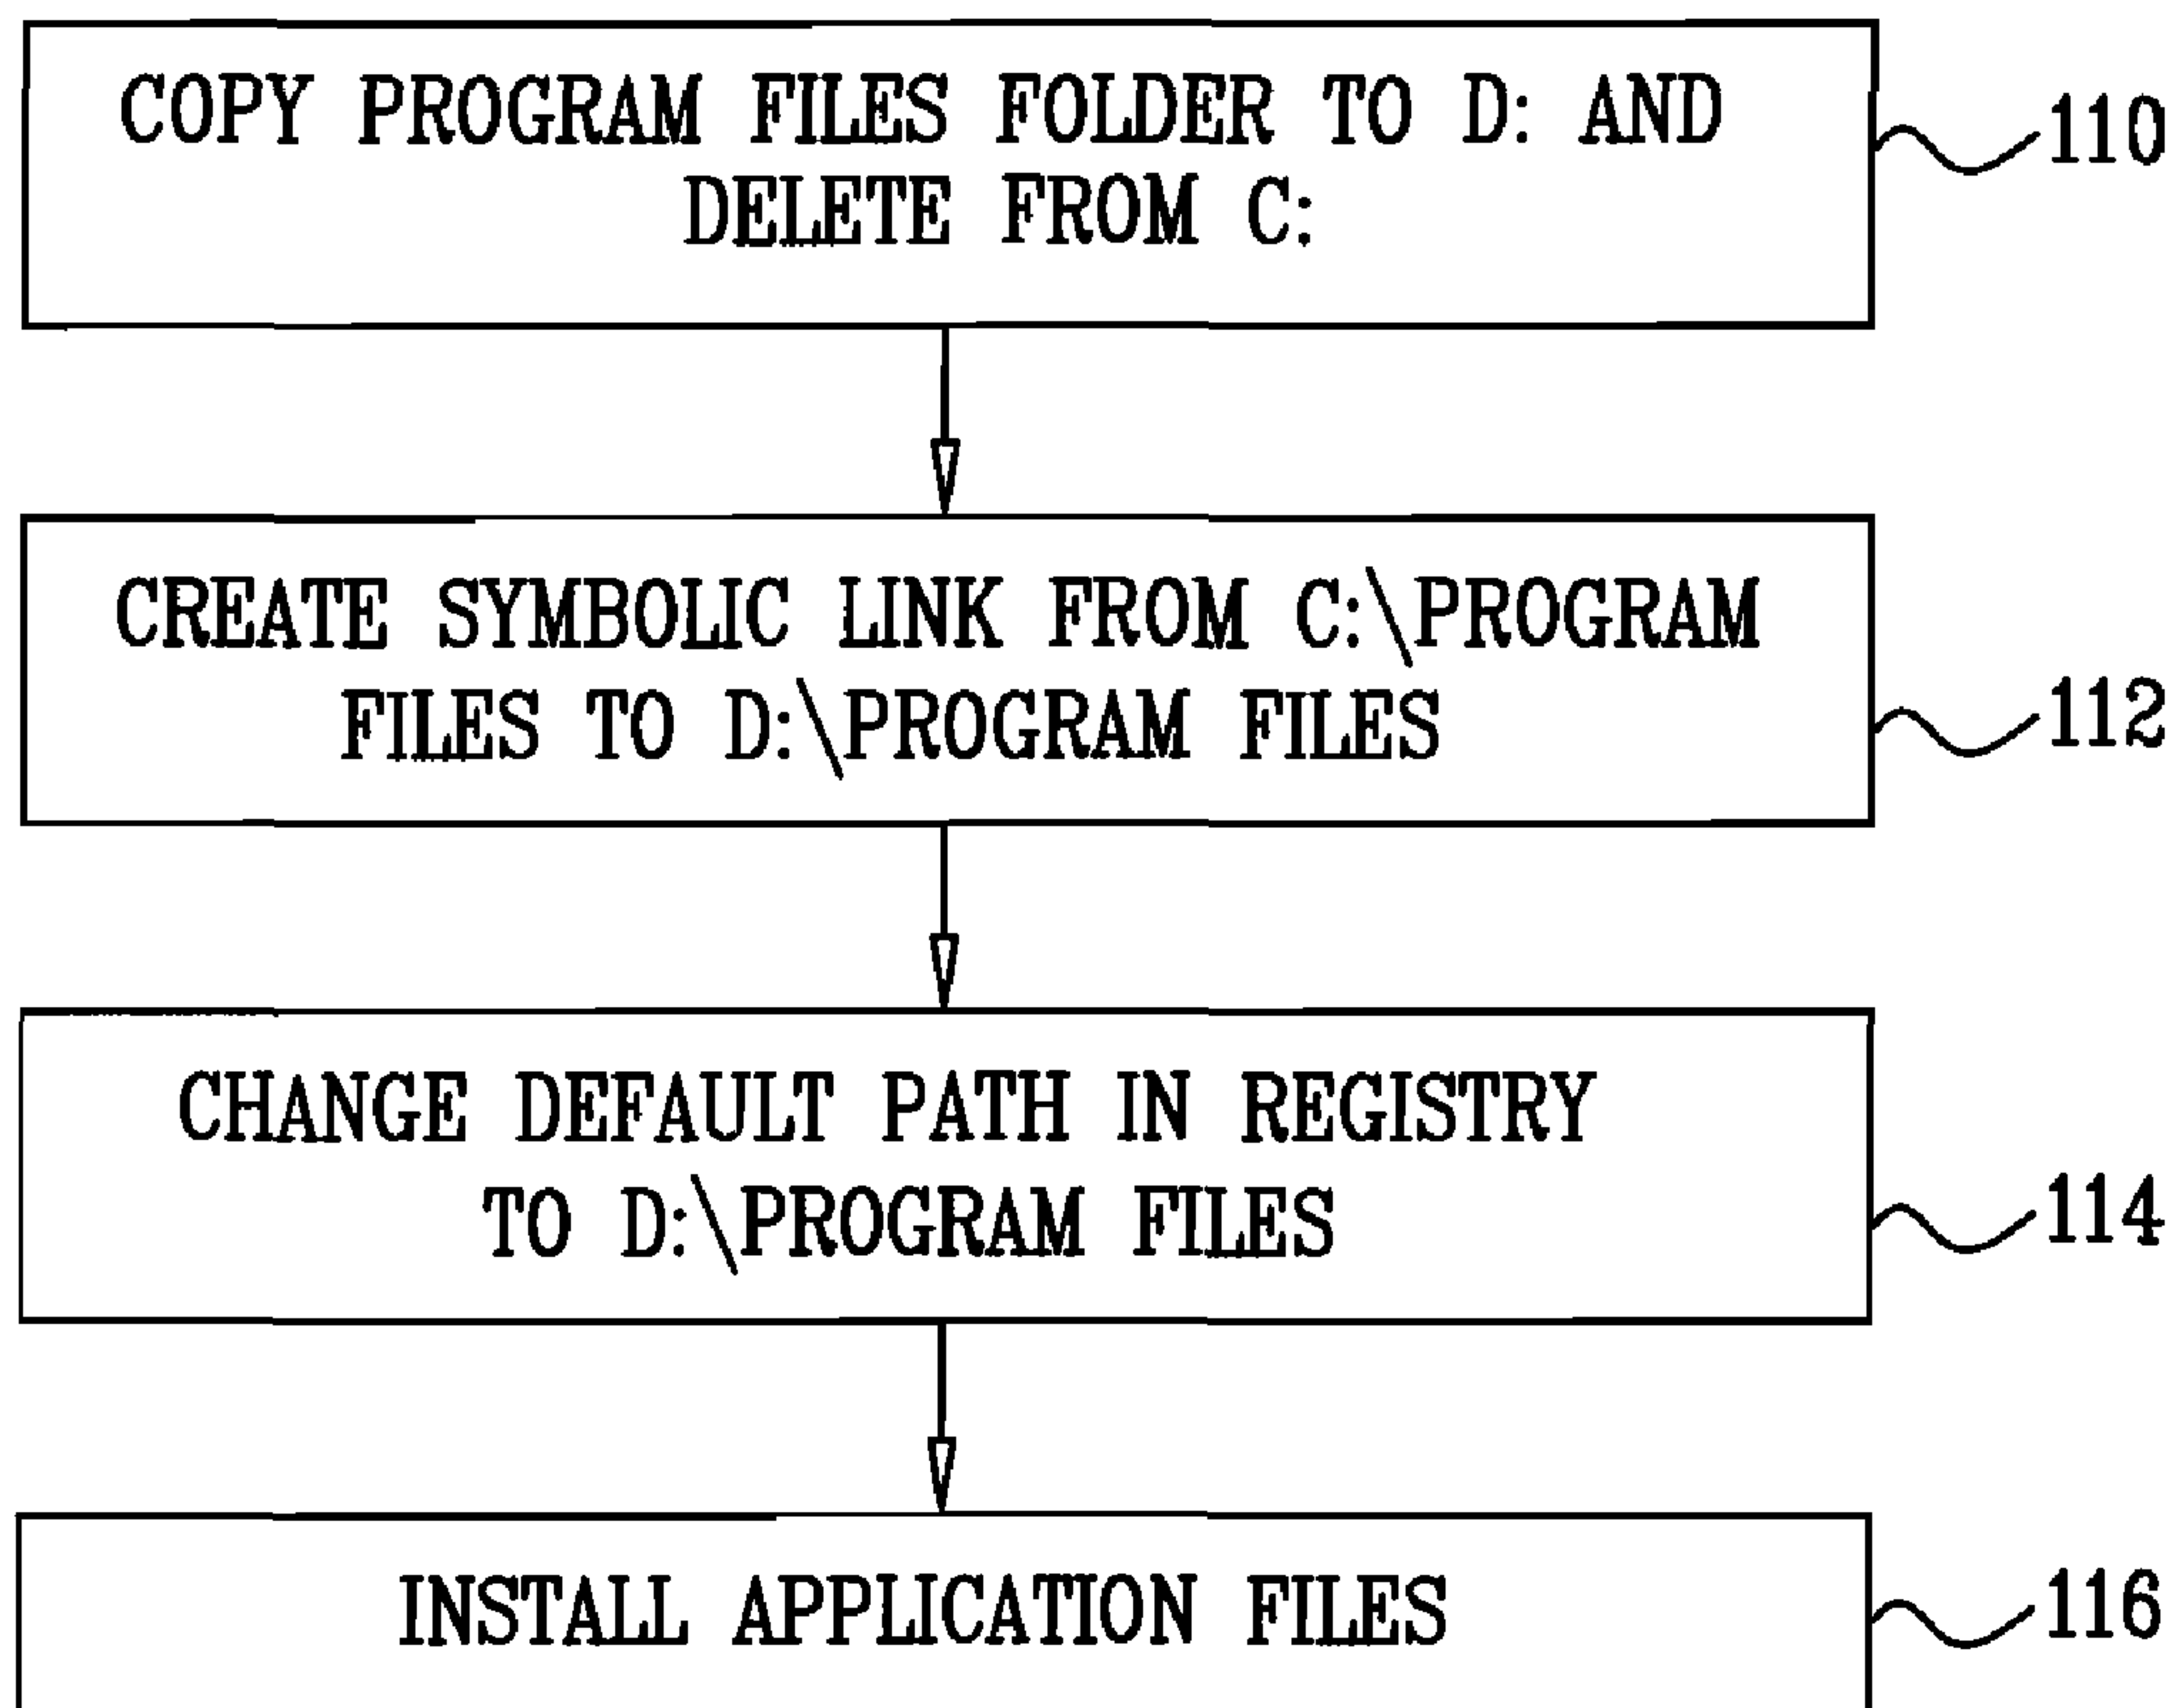 COPY PROGRAM FILES FOLDER TO D: AND
DELETE FROM C:
110
CREATE SYMBOLIC LINK FROM C:\PROGRAM
FILES TO D:\PROGRAM FILES
112
CHANGE DEFAULT PATH IN REGISTRY
TO D:\PROGRAM FILES
114
INSTALL APPLICATION FILES
116